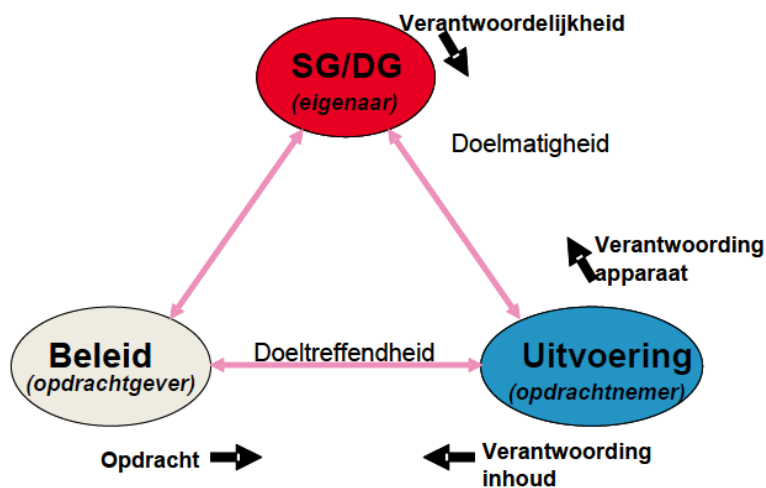 Verantwoordelijkheid
SG/DG
(eigenaar)
Doelmatigheid
Verantwoording
apparaat
Beleid
(opdrachtgever)
Doeltreffendheid
Uitvoering
(opdrachtnemer)
Opdracht
Verantwoording
inhoud